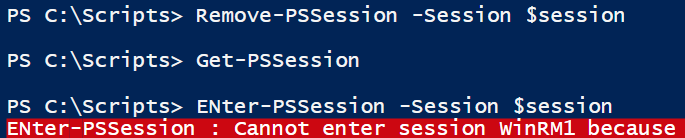 PS C:\Scripts> Remove-PSSession -Session $session
PS C:\Scripts> Get-PSSession
PS C:\Scripts> ENter-PSSession -Session $session
ENter-PSSession : Cannot enter session WinRM1 because